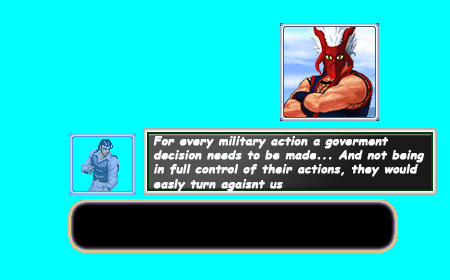 For every military action a goverment
decision needs to be made... And not being
in full control of their actions, they would
easly turn agaisnt us